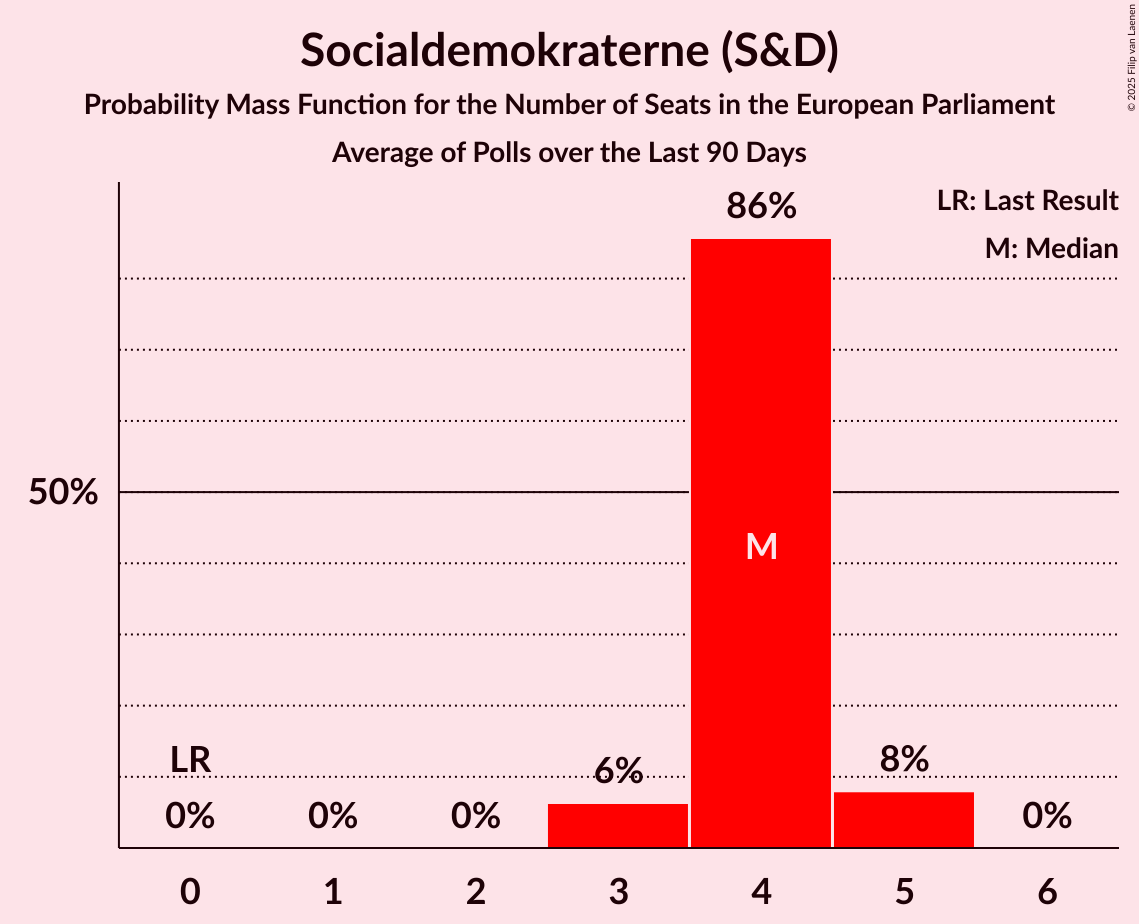 Socialdemokraterne (S&D)
Probability Mass Function for the Number of Seats in the European Parliament
Average of Polls over the Last 90 Days
© 2025 Filip van Laenen
LR: Last Result
M: Median
86%
50%
M
LR
6%
8%
0%
0%
0%
0%
0
1
2
3
4
5
6